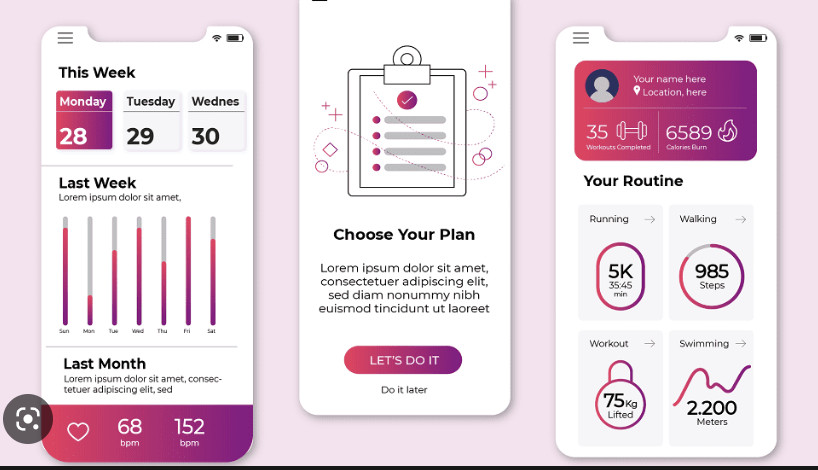 This Week
Monday
28
Tuesday
29
Wednes
30
Last Week
Lorem ipsum dolor sit amet,
Sun Mon Tue Wed Thu Fri Sat
Last Month
Lorem ipsum dolor sit amet, consec-
tetuer adipiscing elit, sed
68
bpm
152
bpm
Choose Your Plan
Lorem ipsum dolor sit amet,
consectetuer adipiscing elit,
sed diam nonummy nibh
euismod tincidunt ut laoreet
LET'S DO IT
Do it later
Your name here
Location, here
35
Workouts Completed
6589
Calories Burn
Your Routine
Running
5K
35:45
min
Walking
985
Steps
Workout
75Kg
Lifted
Swimming
2.200
Meters